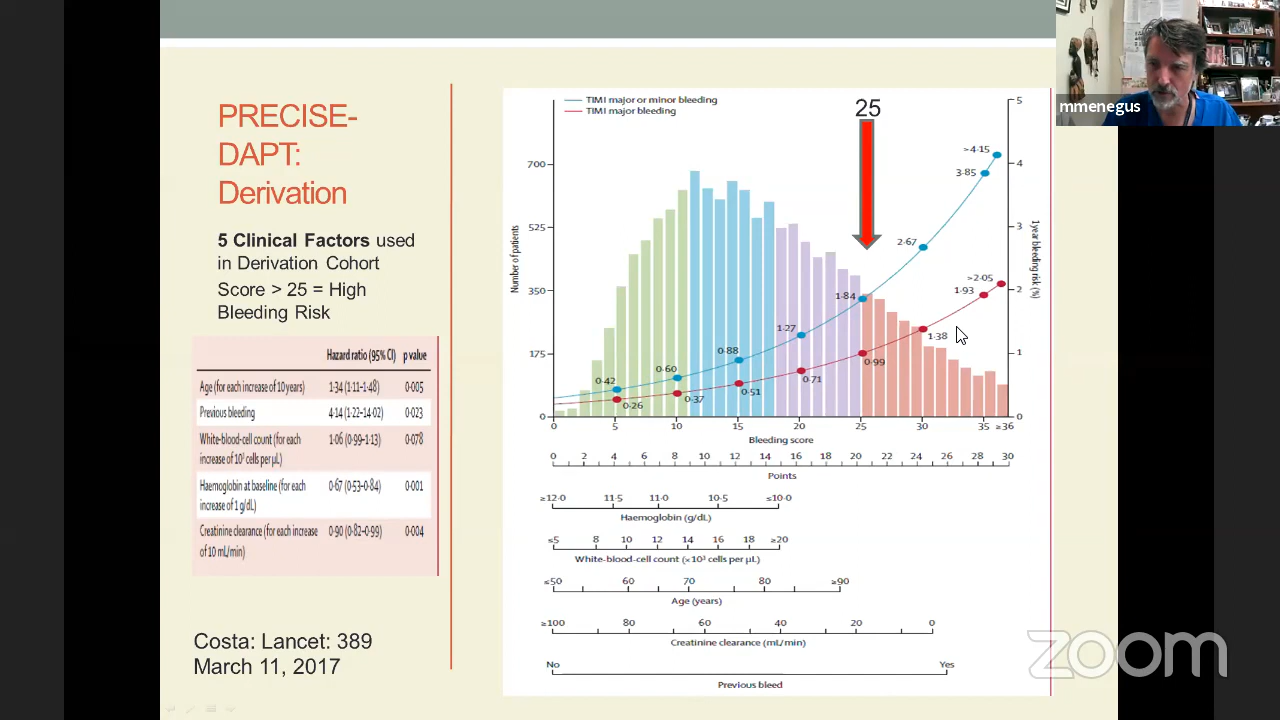 PRECISE-
DAPT:
Derivation
5 Clinical Factors used
in Derivation Cohort
Score > 25 = High
Bleeding Risk
Hazard ratio (95% CI) p value
Age (for each increase of 10 years) 1·34 (1·11–1·48) 0·005
Previous bleeding 4·14 (1·22–14·02) 0·023
White-blood-cell count (for each
increase of 10³ cells per μL) 1·06 (0·99–1·13) 0·078
Haemoglobin at baseline (for each
increase of 1 g/dL) 0·67 (0·53–0·84) 0·001
Creatinine clearance (for each increase
of 10 mL/min) 0·90 (0·82–0·99) 0·004
Costa: Lancet: 389
March 11, 2017
TIMI major or minor bleeding
TIMI major bleeding
25
Number of patients
700
525
350
175
0
5
4
3
2
1
0
1 year bleeding risk (%)
0·42
0·60
0·88
1·27
1·84
2·67
3·85
>4·15
0·26
0·37
0·51
0·71
0·99
1·38
1·93
>2·05
0 5 10 15 20 25 30 35 ≥36
Bleeding score
0 2 4 6 8 10 12 14 16 18 20 22 24 26 28 30
Points
≥12·0 11·5 11·0 10·5 ≤10·0
Haemoglobin (g/dL)
≤5 8 10 12 14 16 18 ≥20
White-blood-cell count (×10³ cells per μL)
≤50 60 70 80 ≥90
Age (years)
≥100 80 60 40 20 0
Creatinine clearance (mL/min)
No Yes
Previous bleed
mmenegus
zoom